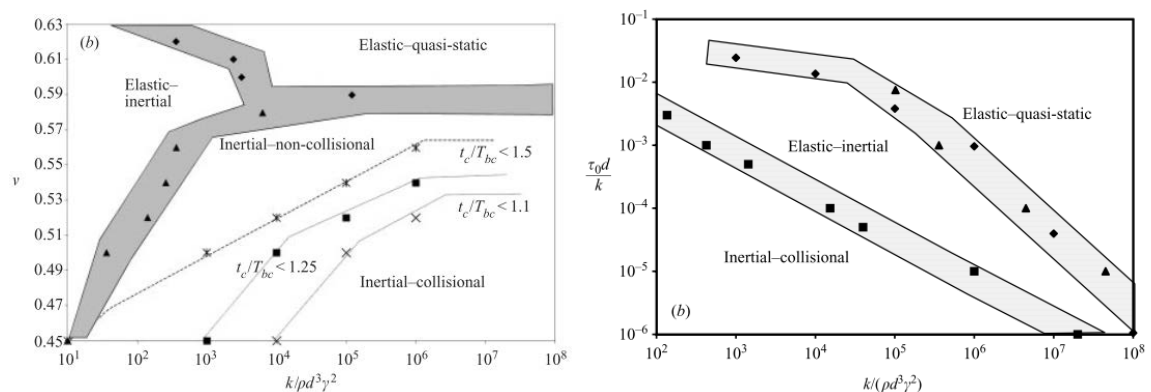 (b)
0.63
0.61
0.59
0.57
0.55
ν
0.53
0.51
0.49
0.47
0.45
Elastic–quasi-static
Elastic–
inertial
Inertial–non-collisional
t_c/T_bc < 1.5
t_c/T_bc < 1.1
t_c/T_bc < 1.25
Inertial–collisional
10^1 10^2 10^3 10^4 10^5 10^6 10^7 10^8
k/ρd^3γ^2
10^-1
10^-2
10^-3
τ_0d
k
10^-4
10^-5
10^-6
Elastic–quasi-static
Elastic–inertial
Inertial–collisional
(b)
10^2 10^3 10^4 10^5 10^6 10^7 10^8
k/(ρd^3γ^2)